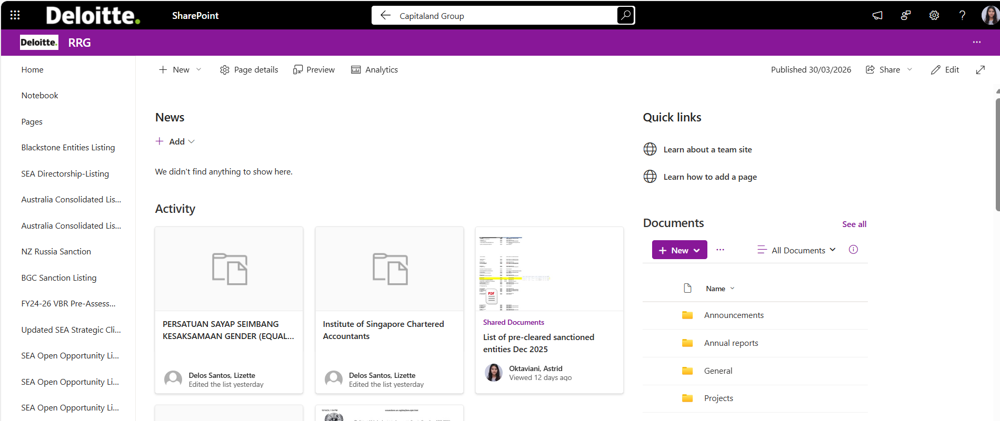 Deloitte.
SharePoint
Capitaland Group
Deloitte.
RRG
Home
Notebook
Pages
Blackstone Entities Listing
SEA Directorship-Listing
Australia Consolidated Lis...
Australia Consolidated Lis...
NZ Russia Sanction
BGC Sanction Listing
FY24-26 VBR Pre-Assess...
Updated SEA Strategic Cli...
SEA Open Opportunity Li...
SEA Open Opportunity Li...
SEA Open Opportunity Li...
New
Page details
Preview
Analytics
Published 30/03/2026
Share
Edit
News
Add
We didn't find anything to show here.
Activity
PERSATUAN SAYAP SEIMBANG
KESAKSAMAAN GENDER (EQUAL...
Delos Santos, Lizette
Edited the list yesterday
Institute of Singapore Chartered
Accountants
Delos Santos, Lizette
Edited the list yesterday
PDF
Shared Documents
List of pre-cleared sanctioned
entities Dec 2025
Oktaviani, Astrid
Viewed 12 days ago
Quick links
Learn about a team site
Learn how to add a page
Documents
See all
New
All Documents
Name
Announcements
Annual reports
General
Projects